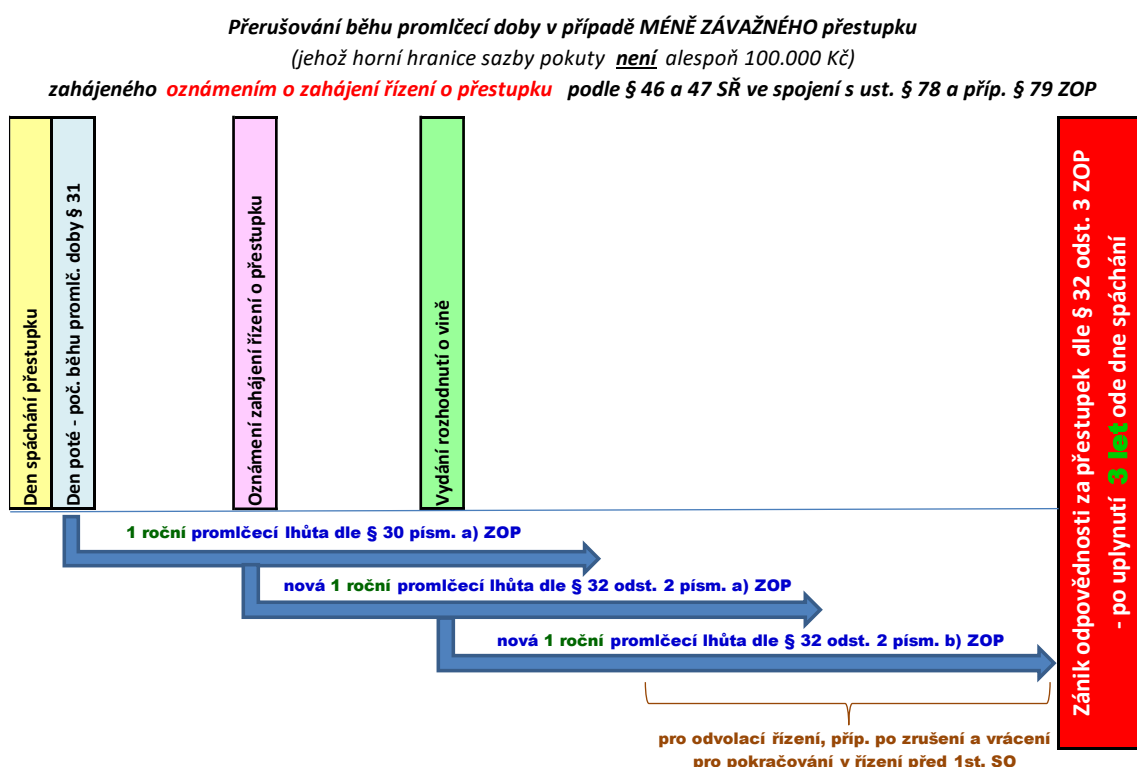 Přerušování běhu promlčecí doby v případě MÉNĚ ZÁVAŽNÉHO přestupku
(jehož horní hranice sazby pokuty není alespoň 100.000 Kč)
zahájeného oznámením o zahájení řízení o přestupku podle § 46 a 47 SŘ ve spojení s ust. § 78 a příp. § 79 ZOP
Den spáchání přestupku
Den poté - poč. běhu promlč. doby § 31
Oznámení zahájení řízení o přestupku
Vydání rozhodnutí o vině
Zánik odpovědnosti za přestupek dle § 32 odst. 3 ZOP
- po uplynutí 3 let ode dne spáchání
1 roční promlčecí lhůta dle § 30 písm. a) ZOP
nová 1 roční promlčecí lhůta dle § 32 odst. 2 písm. a) ZOP
nová 1 roční promlčecí lhůta dle § 32 odst. 2 písm. b) ZOP
pro odvolací řízení, příp. po zrušení a vrácení
pro pokračování v řízení před 1st. SO